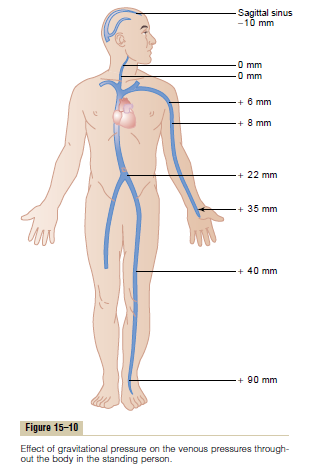 Sagittal sinus
−10 mm
0 mm
0 mm
+ 6 mm
+ 8 mm
+ 22 mm
+ 35 mm
+ 40 mm
+ 90 mm
Figure 15–10
Effect of gravitational pressure on the venous pressures through-
out the body in the standing person.